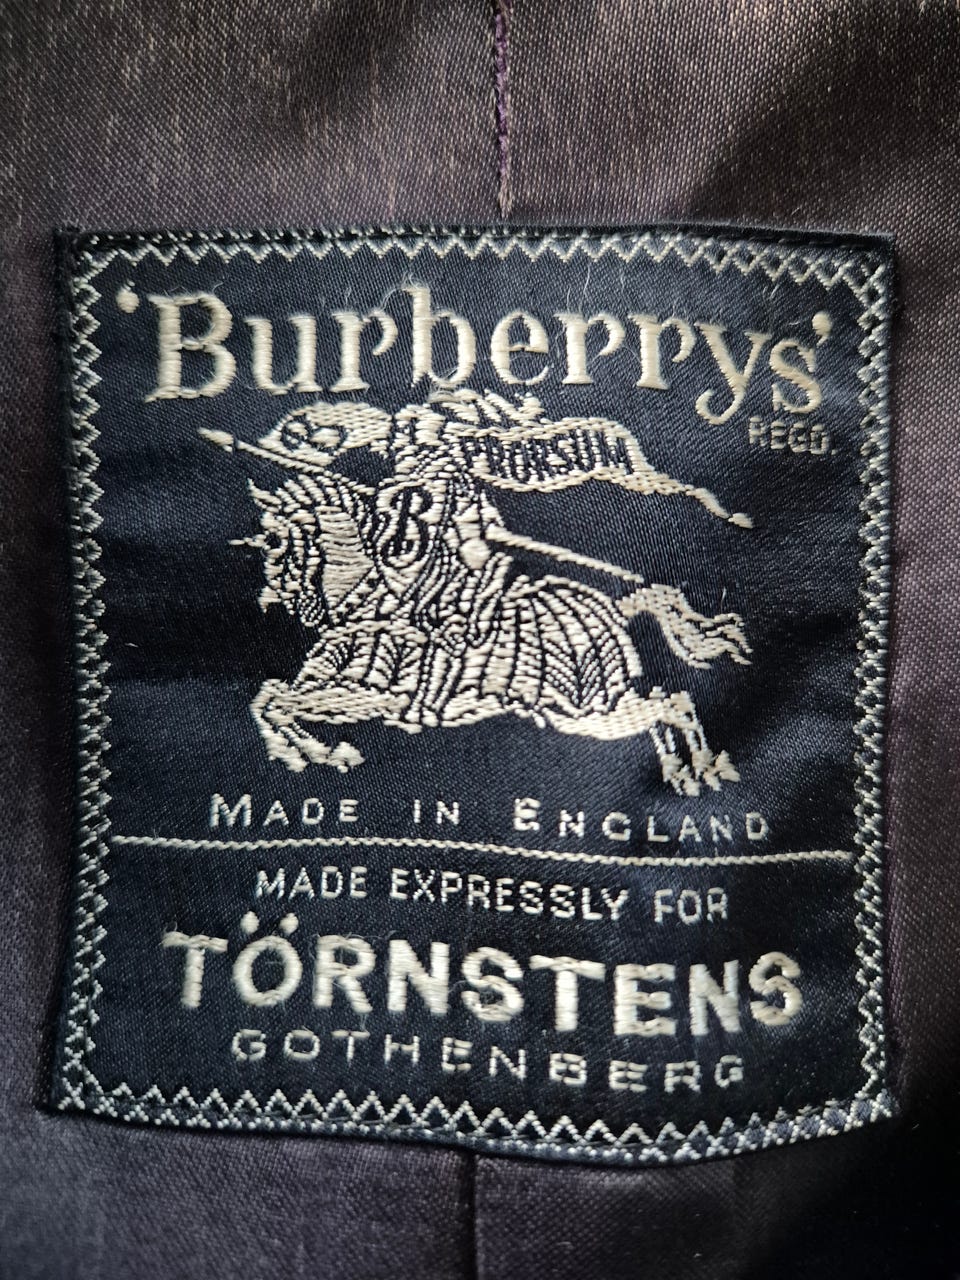 'Burberrys'
REGD.
PRORSUM
B
MADE IN ENGLAND
MADE EXPRESSLY FOR
TÖRNSTENS
GOTHENBERG